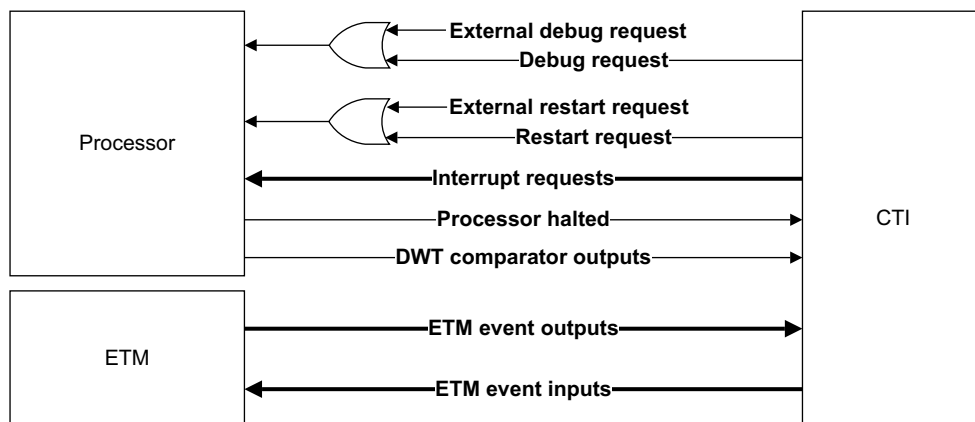 External debug request
Debug request
External restart request
Restart request
Processor
Interrupt requests
Processor halted
CTI
DWT comparator outputs
ETM event outputs
ETM
ETM event inputs